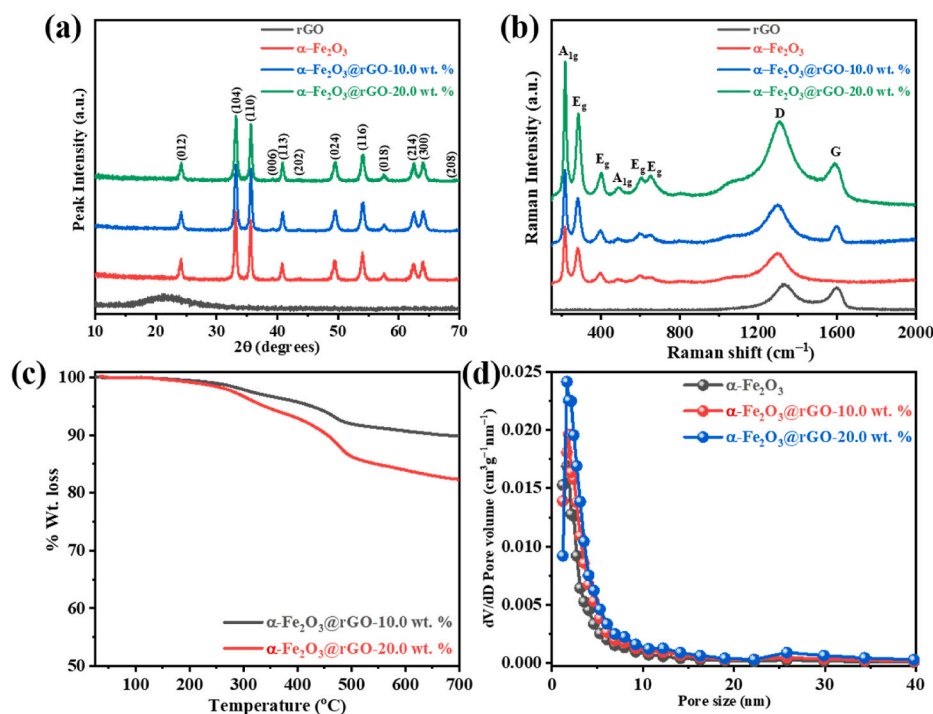 (a)
rGO
α–Fe₂O₃
α–Fe₂O₃@rGO-10.0 wt. %
α–Fe₂O₃@rGO-20.0 wt. %
(012)
(104)
(110)
(006)
(113)
(202)
(024)
(116)
(018)
(214)
(300)
(208)
Peak Intensity (a.u.)
10 20 30 40 50 60 70
2θ (degrees)
(b)
rGO
α–Fe₂O₃
α–Fe₂O₃@rGO-10.0 wt. %
α–Fe₂O₃@rGO-20.0 wt. %
A1g
Eg
Eg
A1g
Eg
Eg
D
G
Raman Intensity (a.u.)
400 800 1200 1600 2000
Raman shift (cm⁻¹)
(c)
100
90
80
70
60
50
% Wt. loss
α-Fe₂O₃@rGO-10.0 wt. %
α-Fe₂O₃@rGO-20.0 wt. %
0 100 200 300 400 500 600 700
Temperature (ºC)
(d)
α-Fe₂O₃
α-Fe₂O₃@rGO-10.0 wt. %
α-Fe₂O₃@rGO-20.0 wt. %
0.025
0.020
0.015
0.010
0.005
0.000
dV/dD Pore volume (cm³g⁻¹nm⁻¹)
0 10 20 30 40
Pore size (nm)